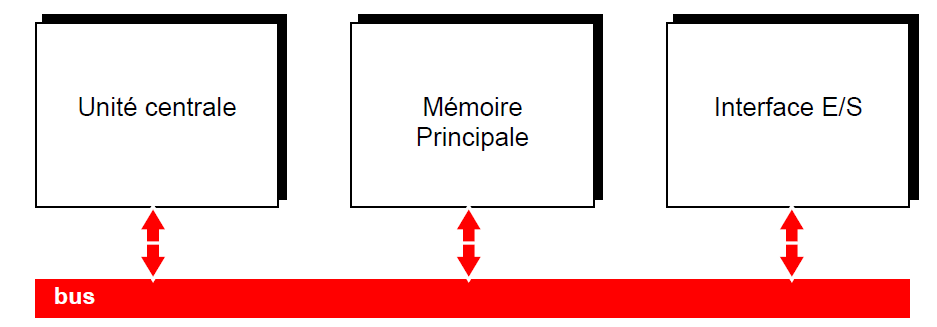 Unité centrale
Mémoire
Principale
Interface E/S
bus